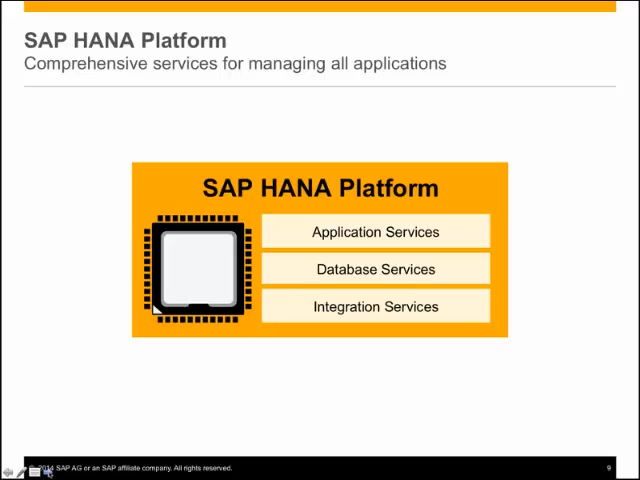 SAP HANA Platform
Comprehensive services for managing all applications
SAP HANA Platform
Application Services
Database Services
Integration Services
© 2014 SAP AG or an SAP affiliate company. All rights reserved.
9